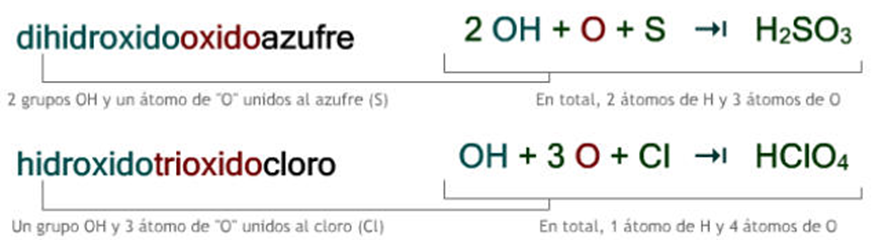 dihidroxidooxidoazufre 2 OH + O + S → H₂SO₃
2 grupos OH y un átomo de "O" unidos al azufre (S) En total, 2 átomos de H y 3 átomos de O
hidroxidotrioxidocloro OH + 3 O + Cl → HClO₄
Un grupo OH y 3 átomo de "O" unidos al cloro (Cl) En total, 1 átomo de H y 4 átomos de O